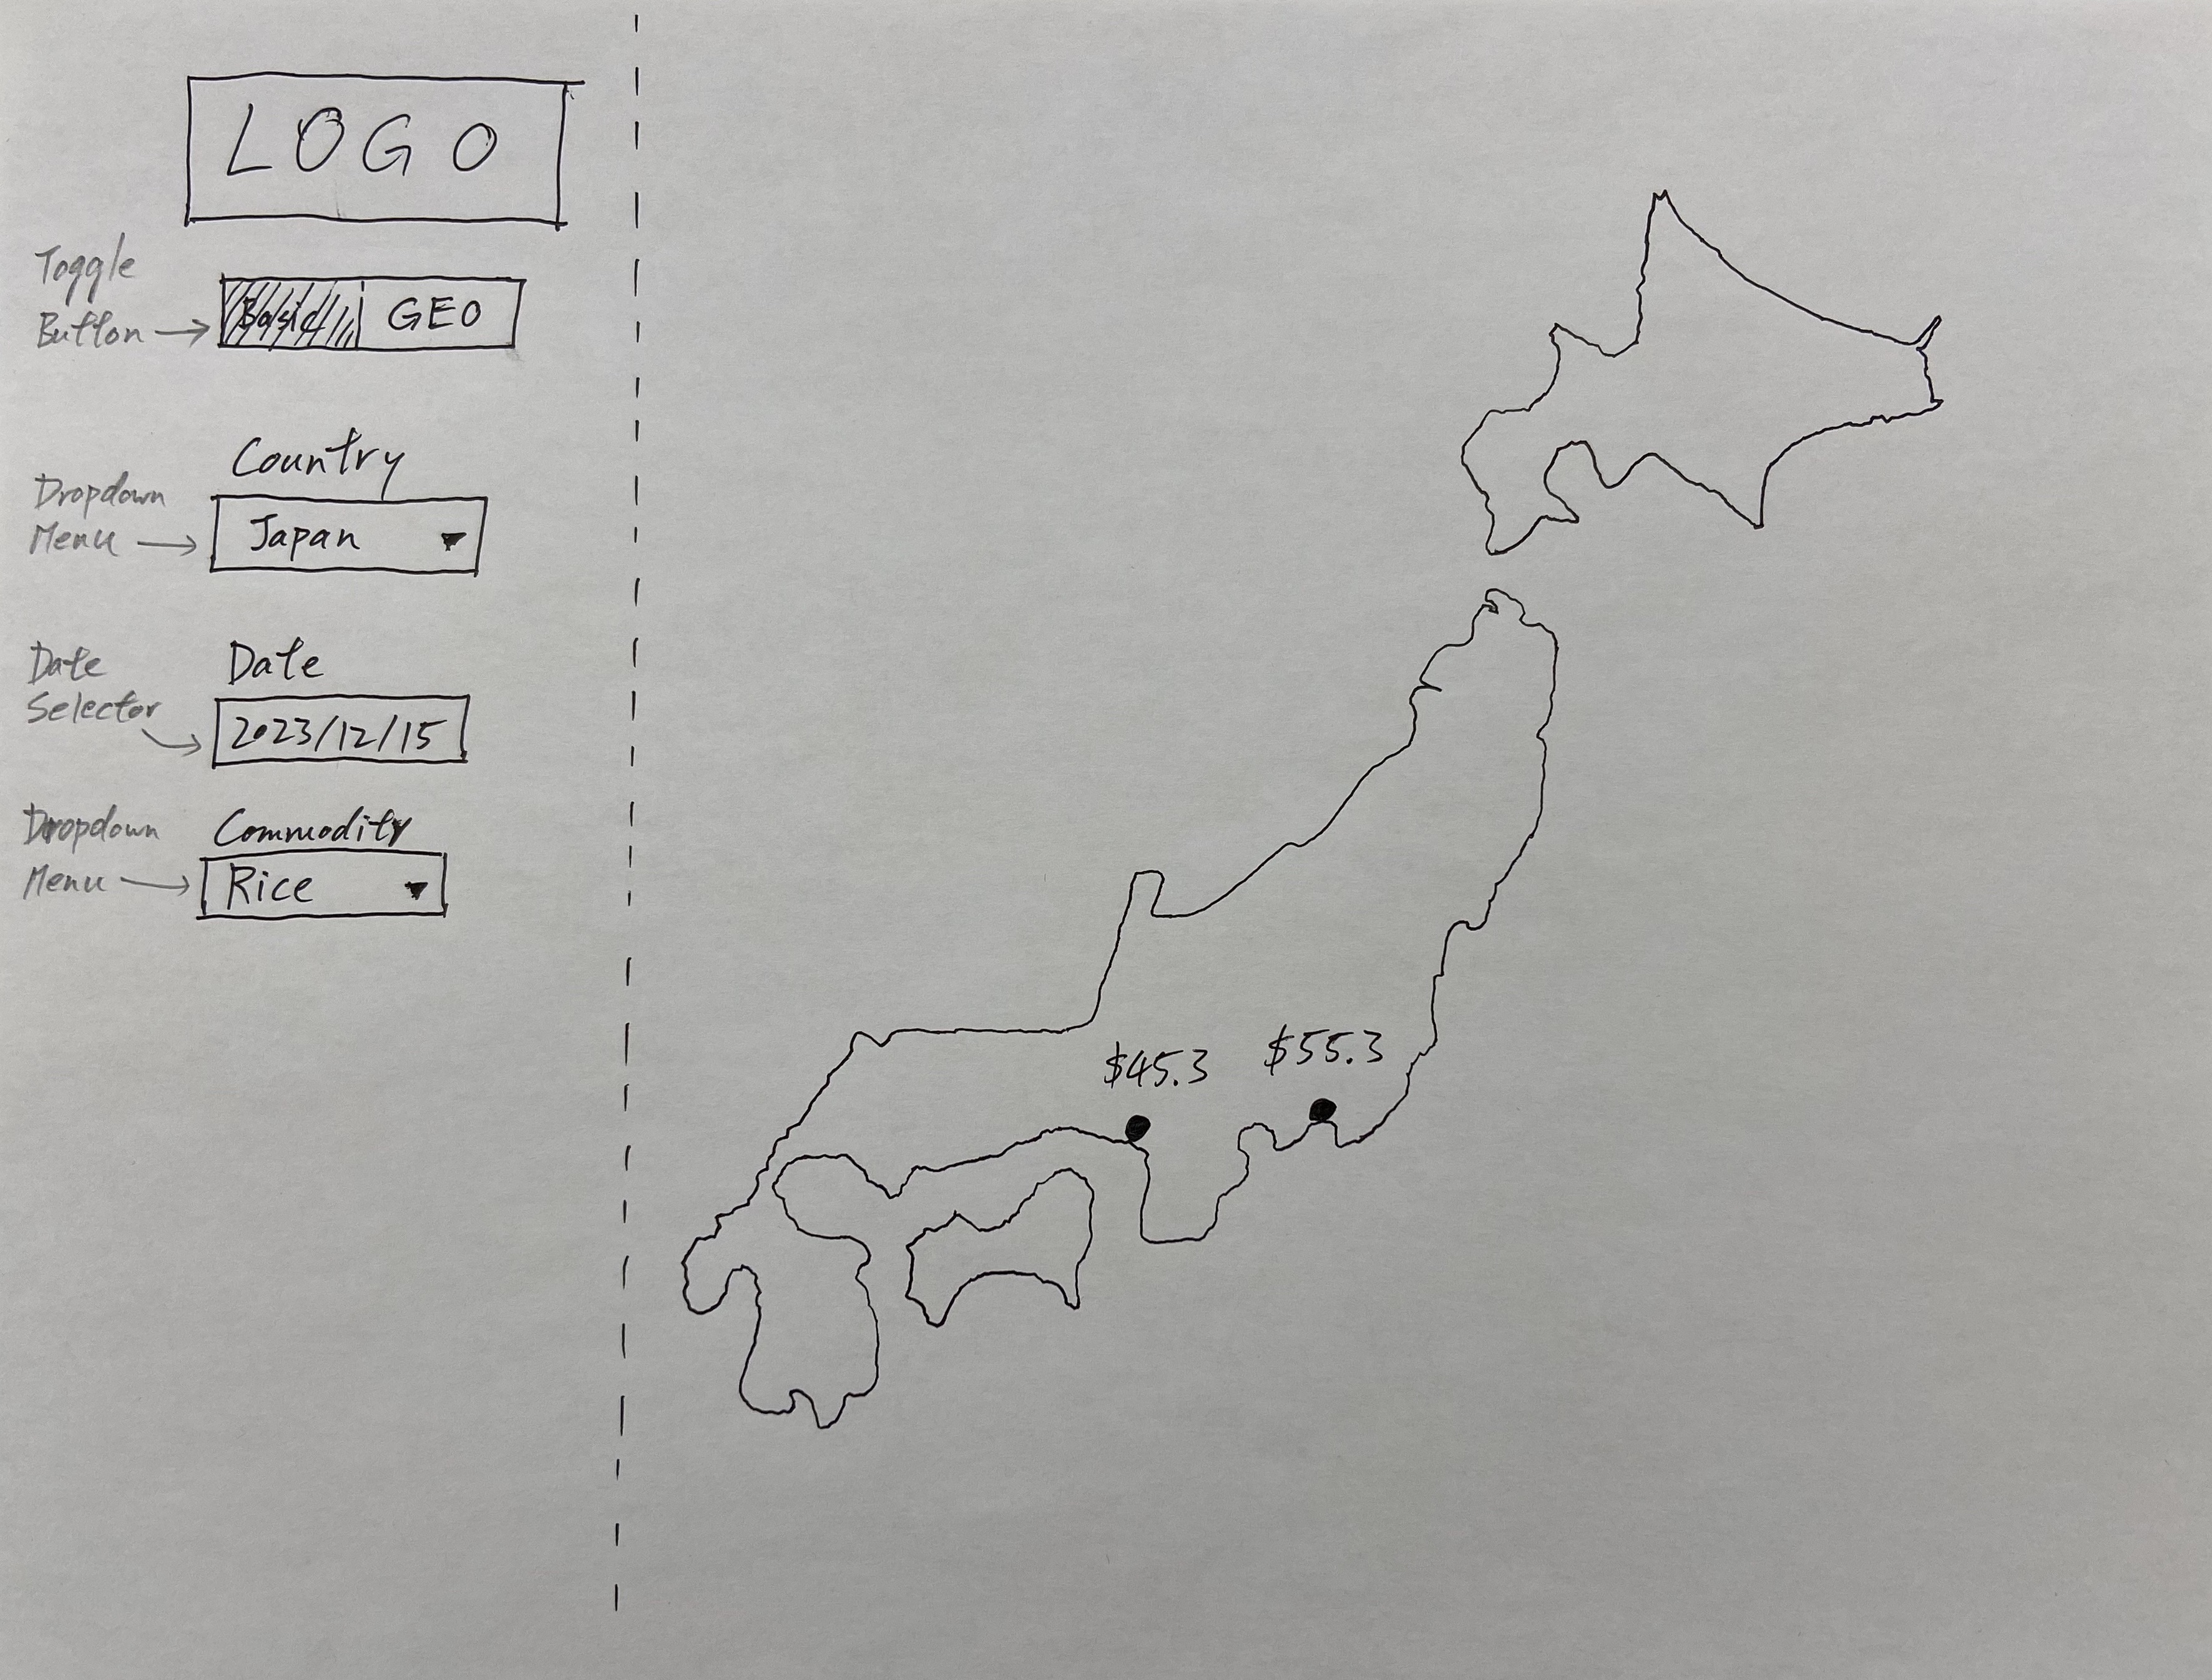 LOGO
Toggle
Button
Basic
GEO
Country
Dropdown
Menu
Japan
Date
Selector
Date
2023/12/15
Dropdown
Menu
Commodity
Rice
$45.3
$55.3